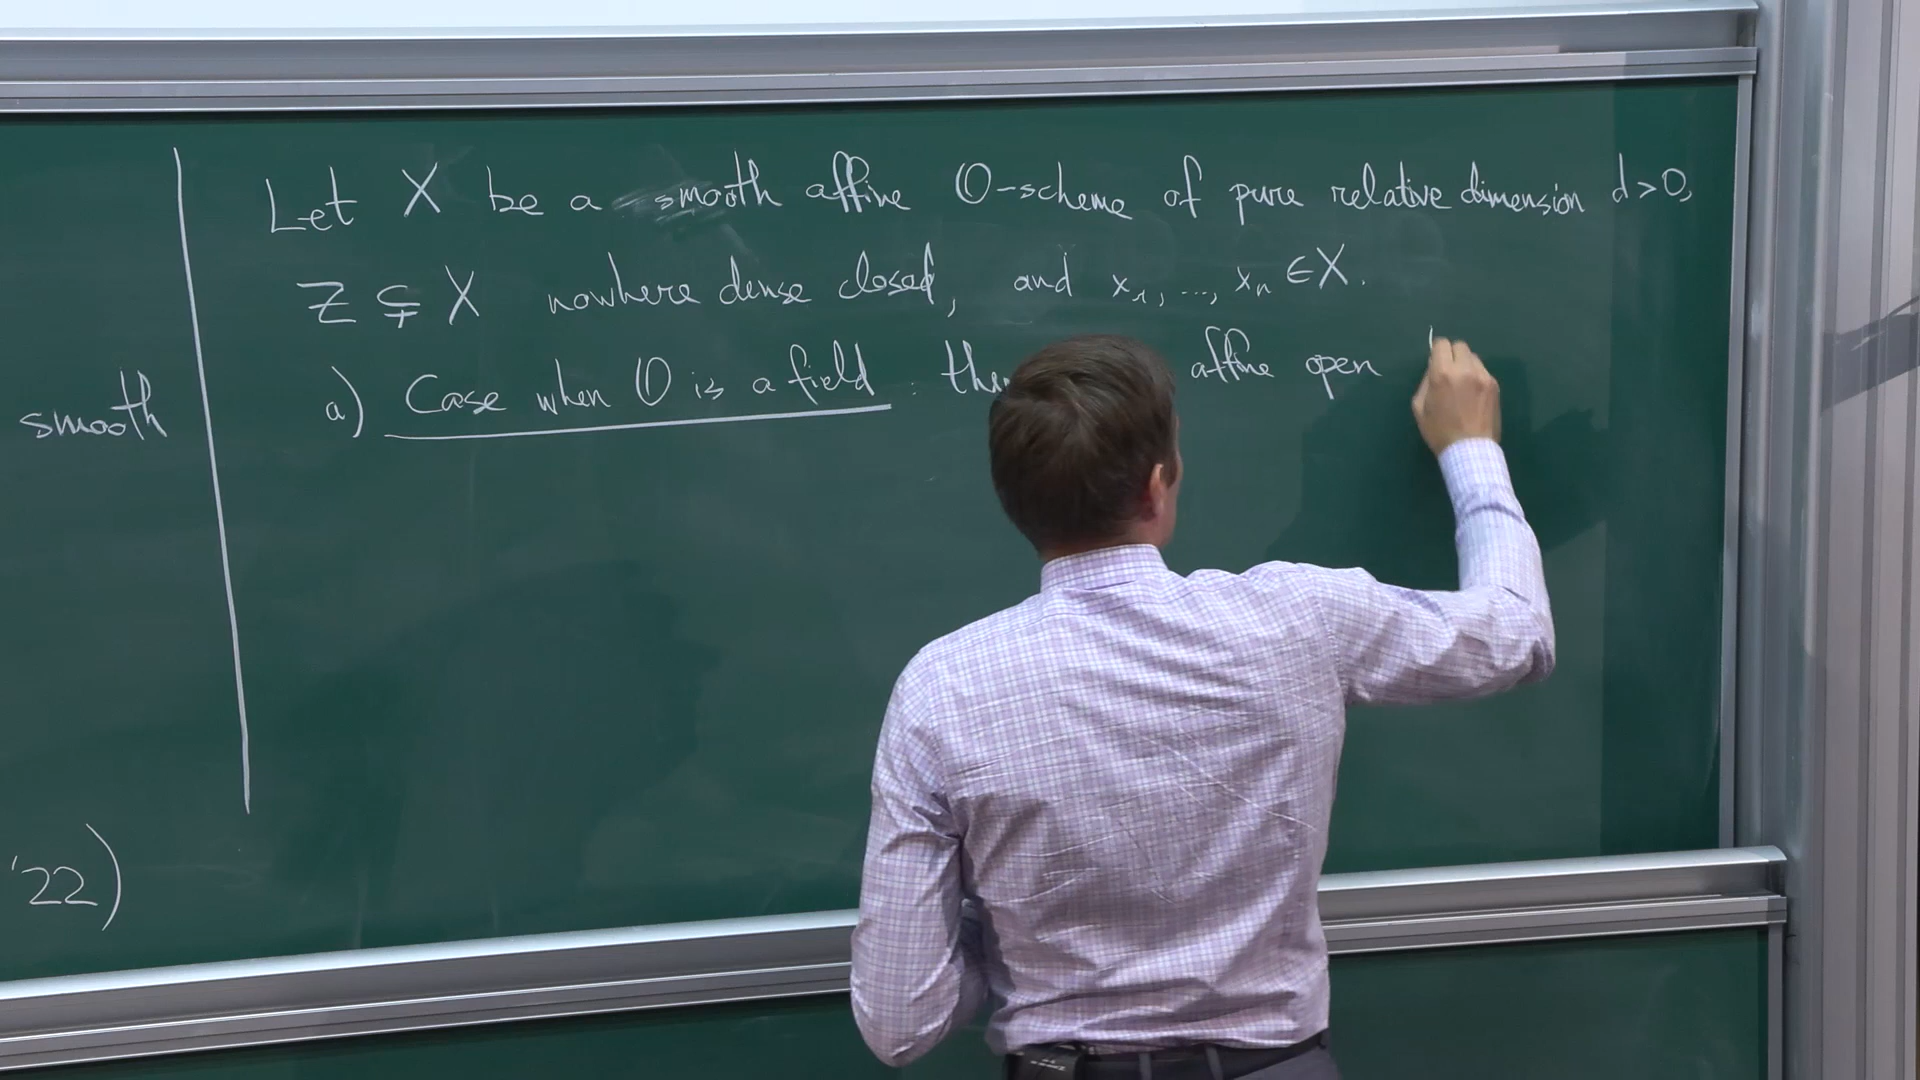 Let X be a smooth affine O-scheme of pure relative dimension d>0,
Z ⊊ X nowhere dense closed, and x₁, ..., xₙ ∈ X.
a) Case when O is a field : affine open
smooth
'22)